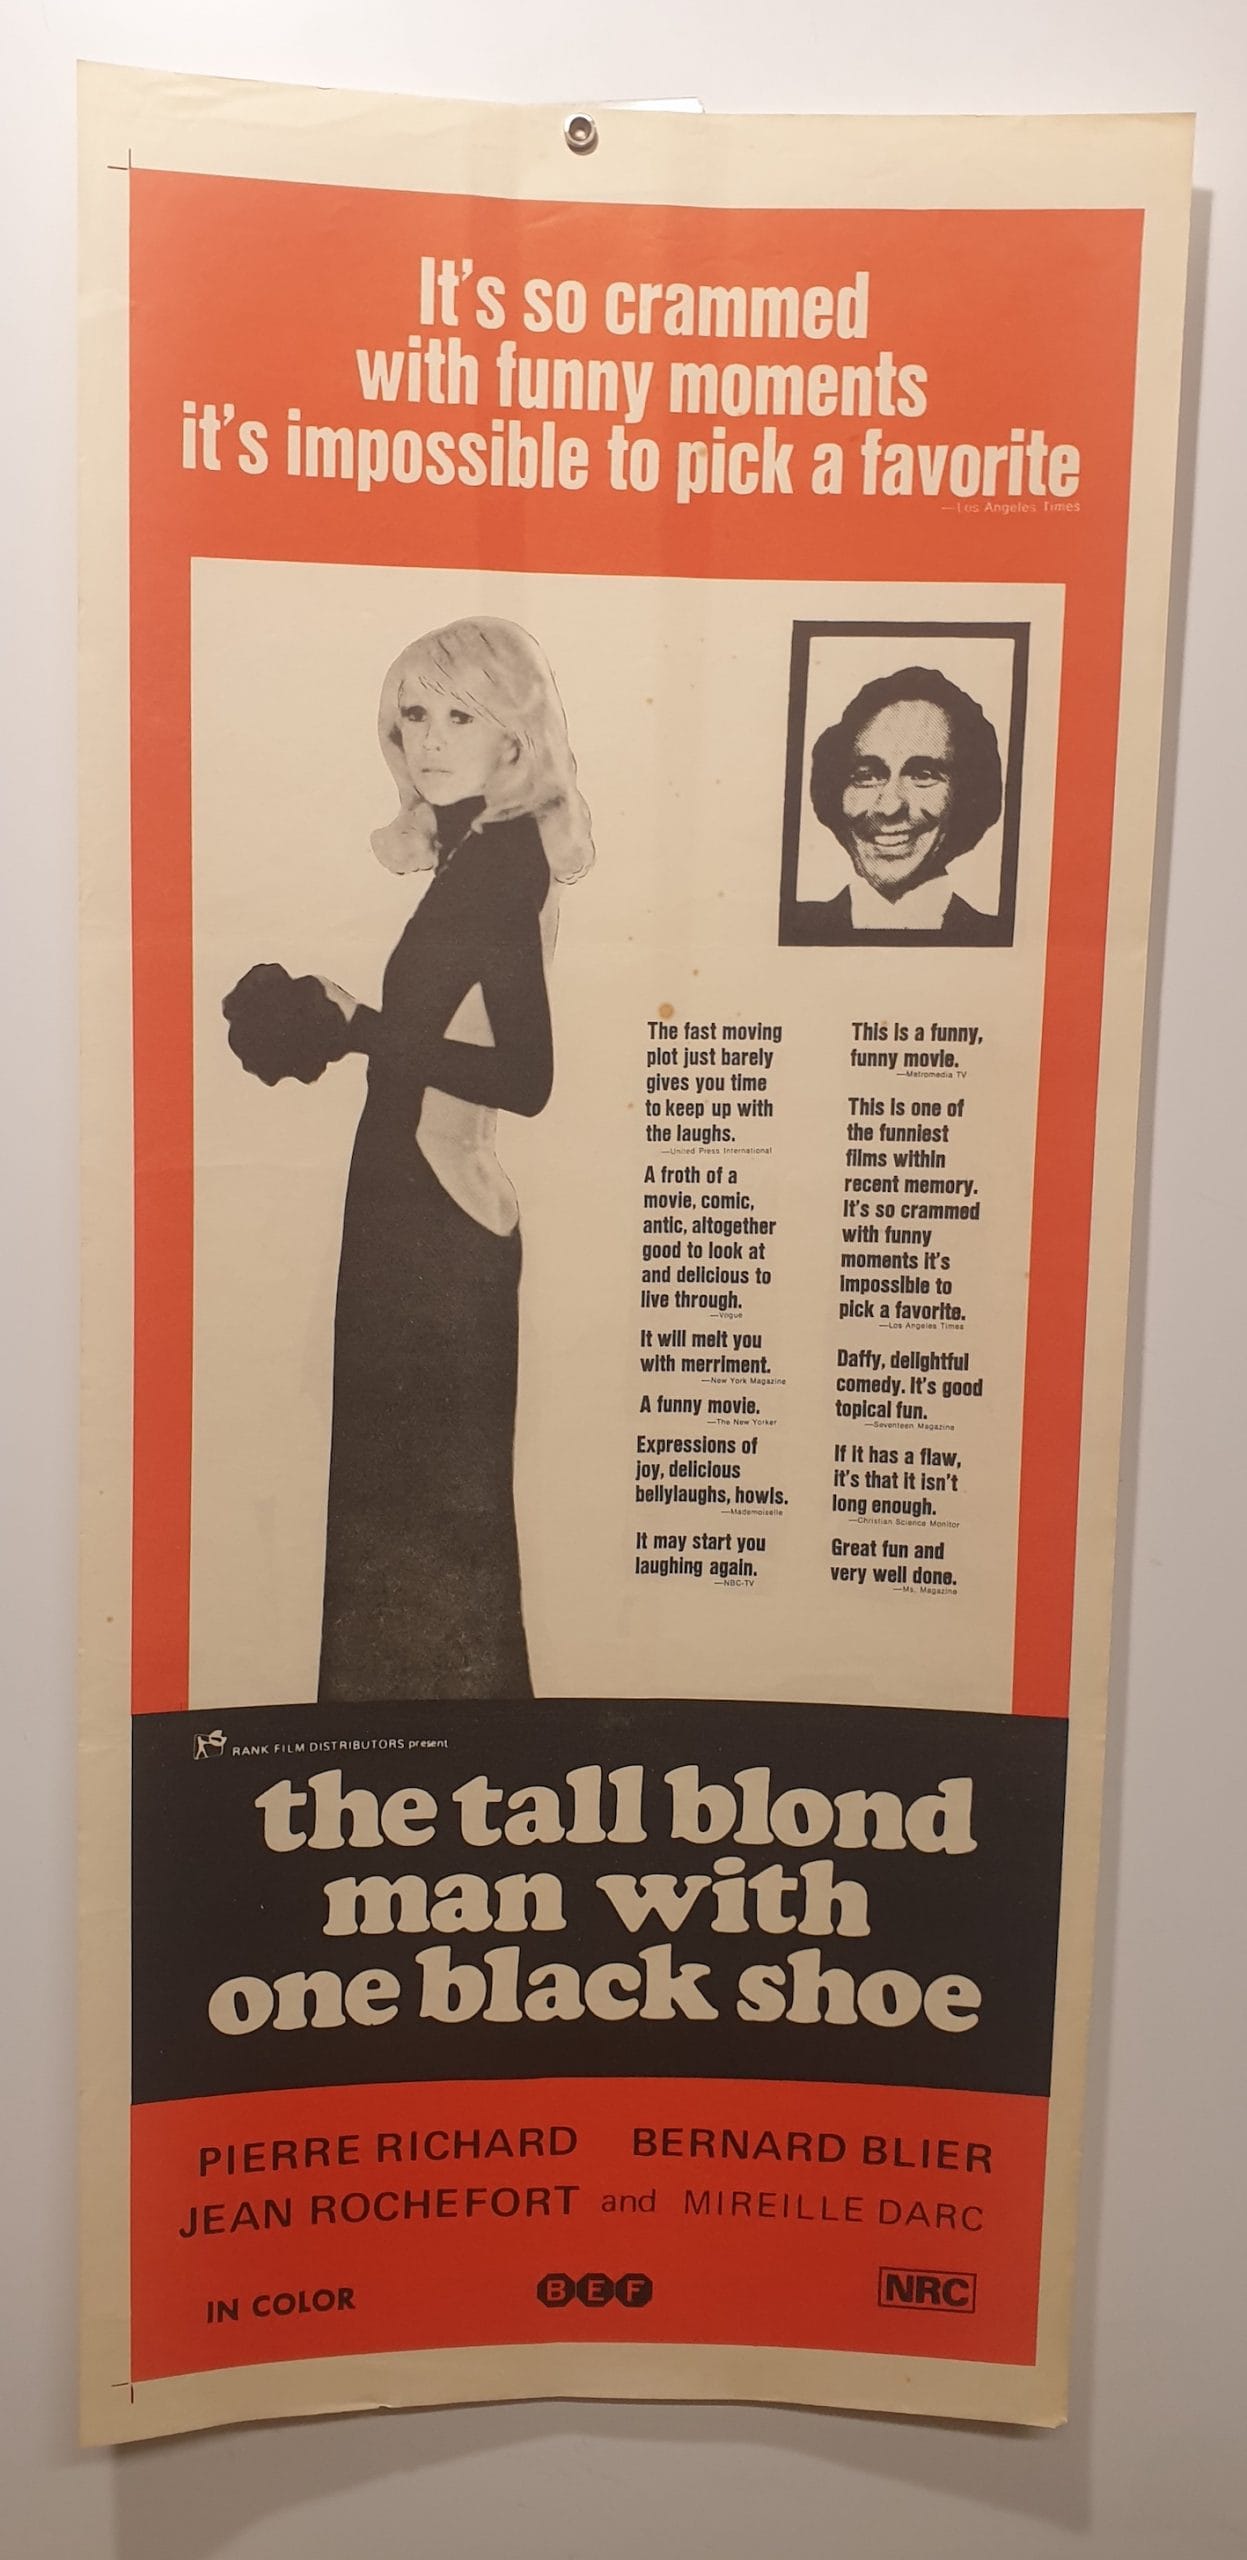 It's so crammed
with funny moments
it's impossible to pick a favorite
—Los Angeles Times
The fast moving
plot just barely
gives you time
to keep up with
the laughs.
—United Press International
A froth of a
movie, comic,
antic, altogether
good to look at
and delicious to
live through.
—Vogue
It will melt you
with merriment.
—New York Magazine
A funny movie.
—The New Yorker
Expressions of
joy, delicious
bellylaughs, howls.
—Mademoiselle
It may start you
laughing again.
—NBC-TV
This is a funny,
funny movie.
—Metromedia TV
This is one of
the funniest
films within
recent memory.
It's so crammed
with funny
moments it's
impossible to
pick a favorite.
—Los Angeles Times
Daffy, delightful
comedy. It's good
topical fun.
—Seventeen Magazine
If it has a flaw,
it's that it isn't
long enough.
—Christian Science Monitor
Great fun and
very well done.
—Ms. Magazine
RANK FILM DISTRIBUTORS present
the tall blond
man with
one black shoe
PIERRE RICHARD BERNARD BLIER
JEAN ROCHEFORT and MIREILLE DARC
IN COLOR BEF NRC